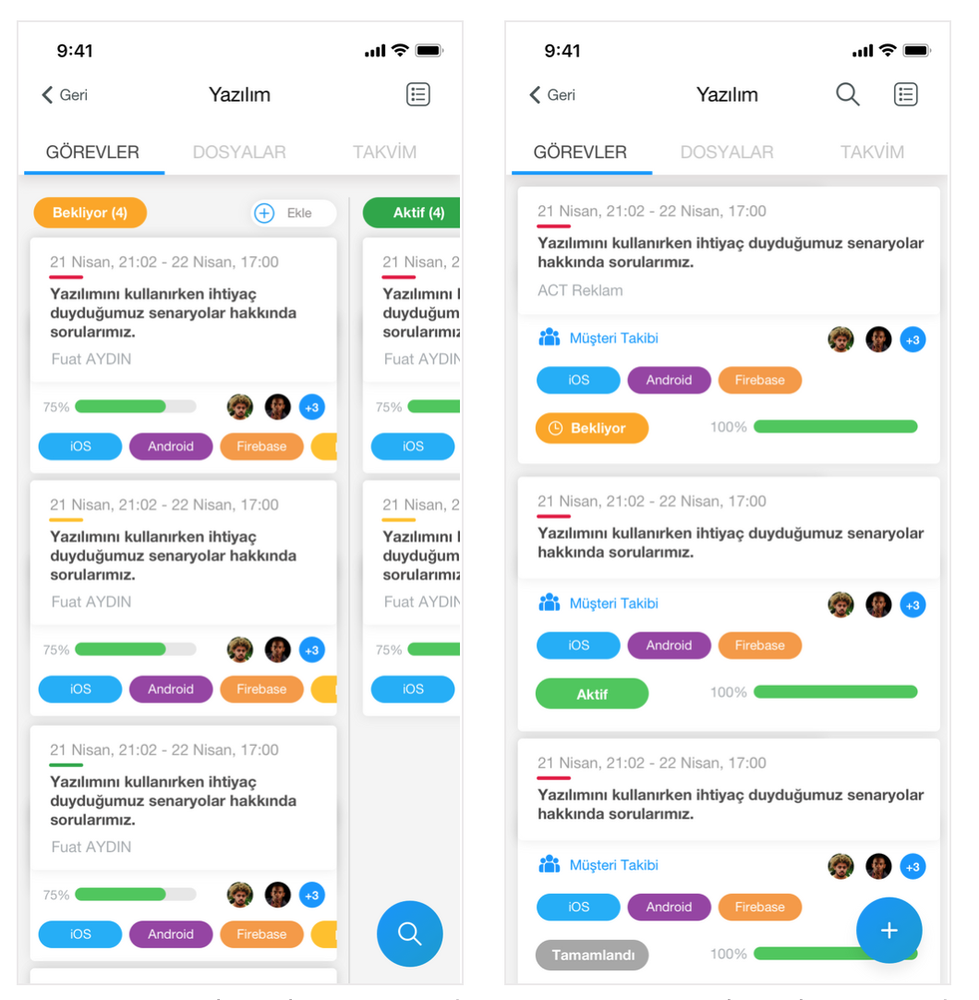 9:41
Geri
Yazılım
GÖREVLER
DOSYALAR
TAKVİM
Bekliyor (4)
Ekle
Aktif (4)
21 Nisan, 21:02 - 22 Nisan, 17:00
Yazılımını kullanırken ihtiyaç
duyduğumuz senaryolar hakkında
sorularımız.
Fuat AYDIN
75%
+3
iOS
Android
Firebase
21 Nisan, 2
Yazılımını
duyduğum
sorularımız
Fuat AYDIN
75%
iOS
21 Nisan, 21:02 - 22 Nisan, 17:00
Yazılımını kullanırken ihtiyaç
duyduğumuz senaryolar hakkında
sorularımız.
Fuat AYDIN
75%
+3
iOS
Android
Firebase
21 Nisan, 2
Yazılımını
duyduğum
sorularımız
Fuat AYDIN
75%
iOS
21 Nisan, 21:02 - 22 Nisan, 17:00
Yazılımını kullanırken ihtiyaç
duyduğumuz senaryolar hakkında
sorularımız.
Fuat AYDIN
75%
+3
iOS
Android
Firebase
9:41
Geri
Yazılım
GÖREVLER
DOSYALAR
TAKVİM
21 Nisan, 21:02 - 22 Nisan, 17:00
Yazılımını kullanırken ihtiyaç duyduğumuz senaryolar
hakkında sorularımız.
ACT Reklam
Müşteri Takibi
+3
iOS
Android
Firebase
Bekliyor
100%
21 Nisan, 21:02 - 22 Nisan, 17:00
Yazılımını kullanırken ihtiyaç duyduğumuz senaryolar
hakkında sorularımız.
Müşteri Takibi
+3
iOS
Android
Firebase
Aktif
100%
21 Nisan, 21:02 - 22 Nisan, 17:00
Yazılımını kullanırken ihtiyaç duyduğumuz senaryolar
hakkında sorularımız.
Müşteri Takibi
+3
iOS
Android
Firebase
Tamamlandı
100%